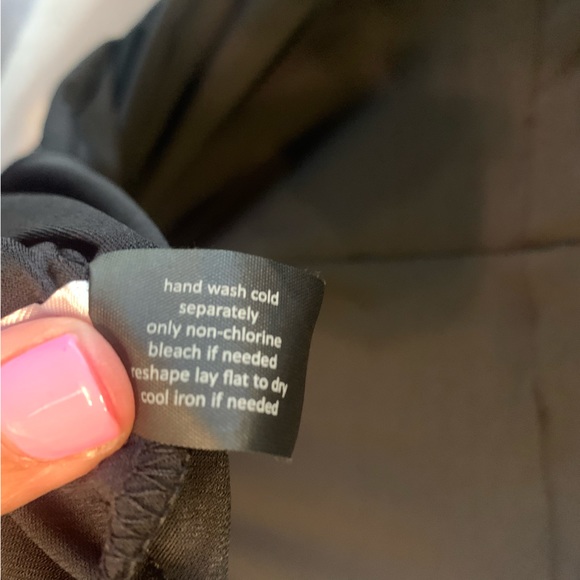 hand wash cold
separately
only non-chlorine
bleach if needed
reshape lay flat to dry
cool iron if needed